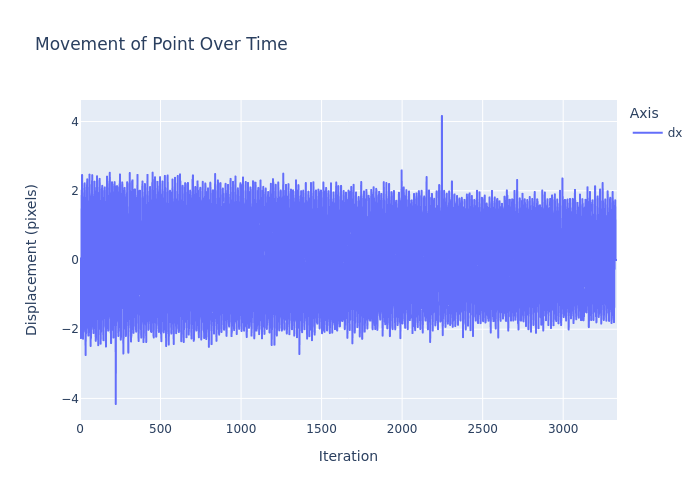 Movement of Point Over Time
Axis
dx
4
2
0
−2
−4
Displacement (pixels)
0
500
1000
1500
2000
2500
3000
Iteration